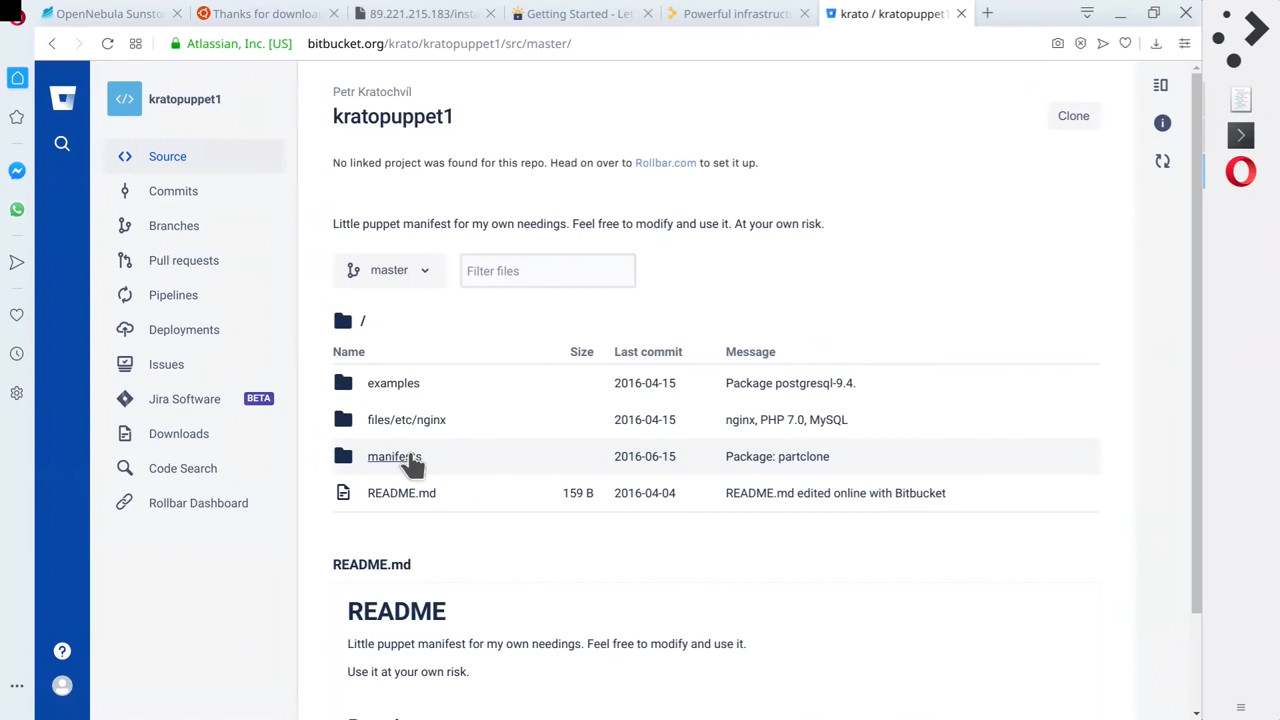 OpenNebula Sunston
Thanks for downloa
89.221.215.183/inst
Getting Started - Let
Powerful infrastruct
krato / kratopuppet1
Atlassian, Inc. [US]
bitbucket.org/krato/kratopuppet1/src/master/
kratopuppet1
Source
Commits
Branches
Pull requests
Pipelines
Deployments
Issues
Jira Software BETA
Downloads
Code Search
Rollbar Dashboard
Petr Kratochvíl
kratopuppet1
Clone
No linked project was found for this repo. Head on over to Rollbar.com to set it up.
Little puppet manifest for my own needings. Feel free to modify and use it. At your own risk.
master
Filter files
/
Name Size Last commit Message
examples 2016-04-15 Package postgresql-9.4.
files/etc/nginx 2016-04-15 nginx, PHP 7.0, MySQL
manifests 2016-06-15 Package: partclone
README.md 159 B 2016-04-04 README.md edited online with Bitbucket
README.md
README
Little puppet manifest for my own needings. Feel free to modify and use it.
Use it at your own risk.